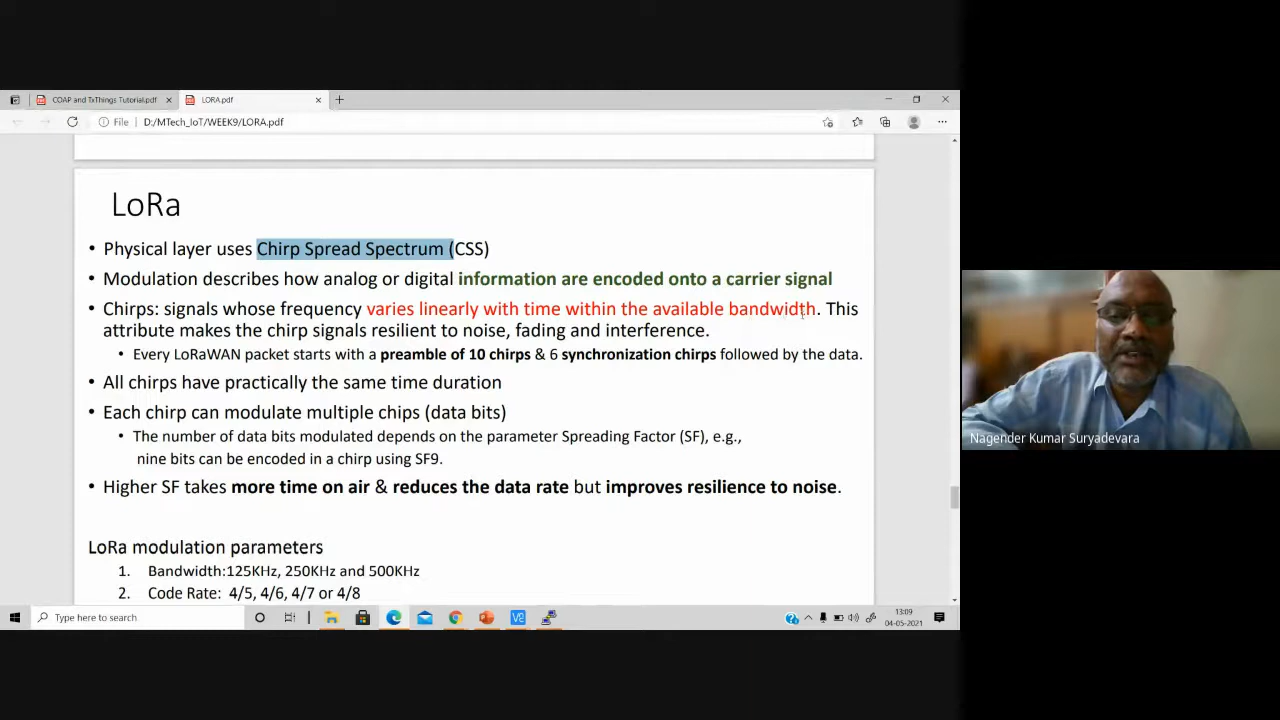 COAP and TxThings Tutorial.pdf
LORA.pdf
File
D:/MTech_IoT/WEEK9/LORA.pdf
LoRa
• Physical layer uses Chirp Spread Spectrum (CSS)
• Modulation describes how analog or digital information are encoded onto a carrier signal
• Chirps: signals whose frequency varies linearly with time within the available bandwidth. This
attribute makes the chirp signals resilient to noise, fading and interference.
• Every LoRaWAN packet starts with a preamble of 10 chirps & 6 synchronization chirps followed by the data.
• All chirps have practically the same time duration
• Each chirp can modulate multiple chips (data bits)
• The number of data bits modulated depends on the parameter Spreading Factor (SF), e.g.,
nine bits can be encoded in a chirp using SF9.
• Higher SF takes more time on air & reduces the data rate but improves resilience to noise.
LoRa modulation parameters
1. Bandwidth:125KHz, 250KHz and 500KHz
2. Code Rate: 4/5, 4/6, 4/7 or 4/8
Nagender Kumar Suryadevara
Type here to search
13:09
04-05-2021